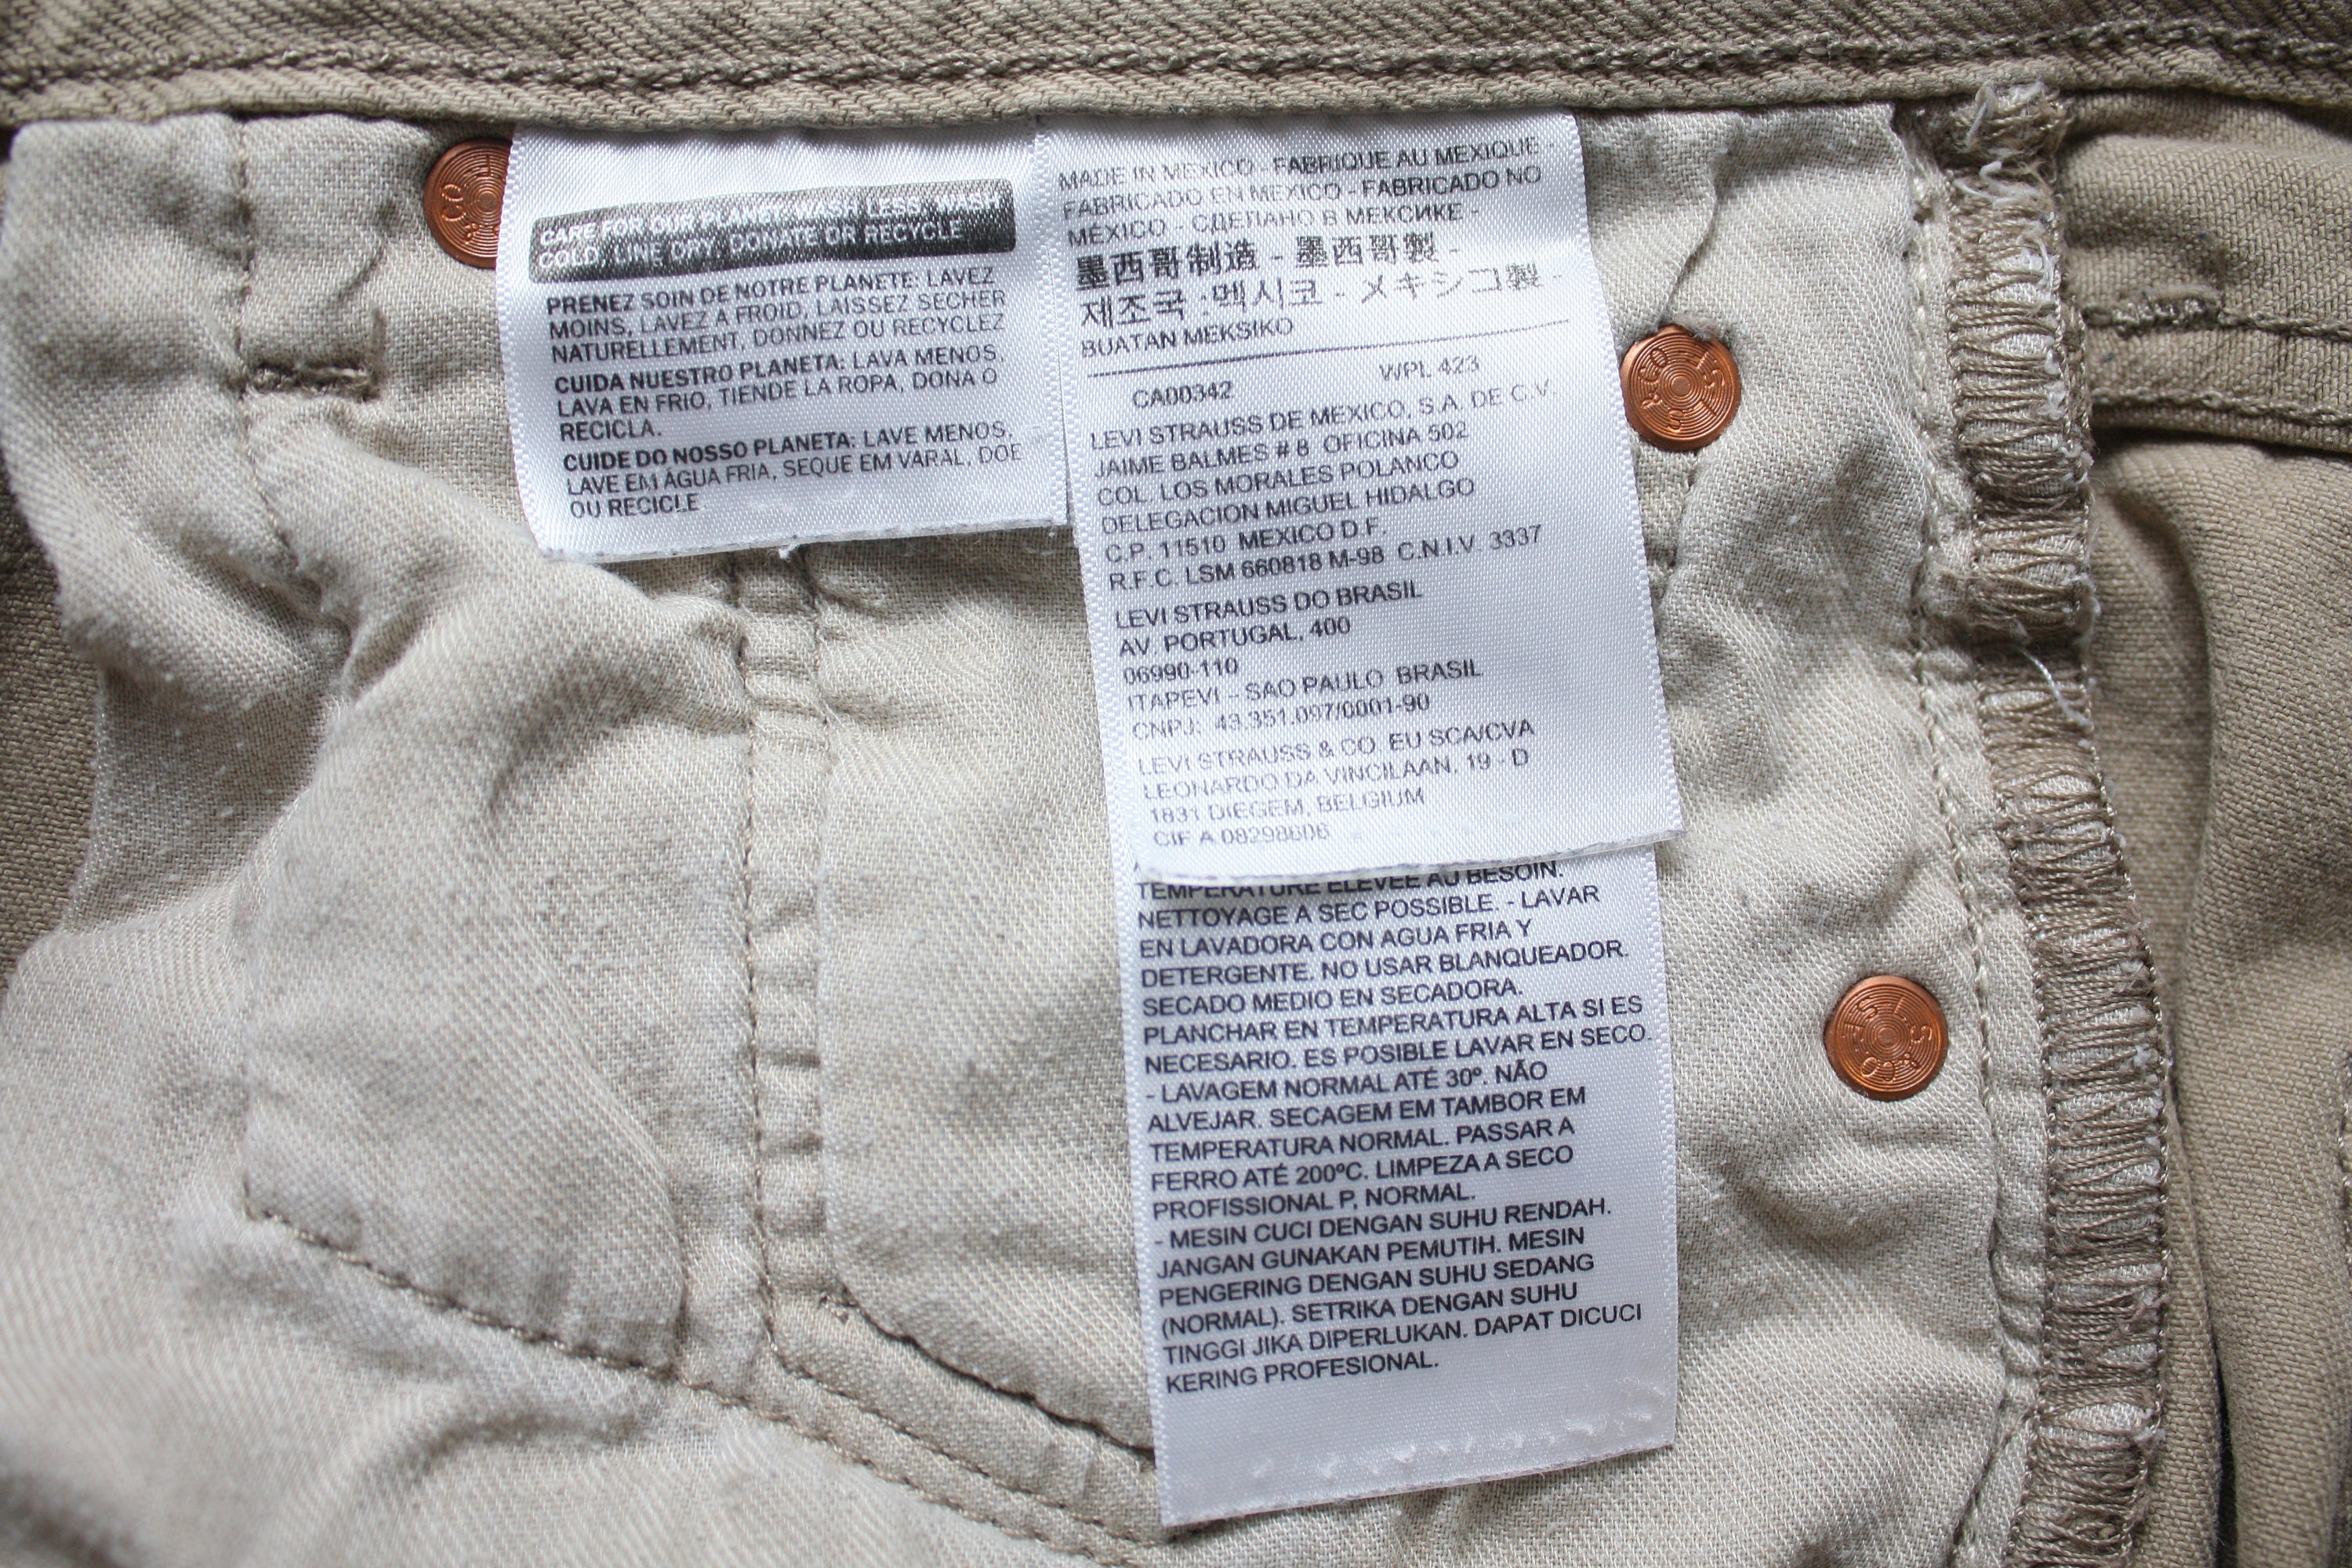 CARE FOR OUR PLANET: WASH LESS, WASH
COLD, LINE DRY, DONATE OR RECYCLE
PRENEZ SOIN DE NOTRE PLANETE: LAVEZ
MOINS, LAVEZ A FROID, LAISSEZ SECHER
NATURELLEMENT, DONNEZ OU RECYCLEZ
CUIDA NUESTRO PLANETA: LAVA MENOS,
LAVA EN FRIO, TIENDE LA ROPA, DONA O
RECICLA.
CUIDE DO NOSSO PLANETA: LAVE MENOS,
LAVE EM ÁGUA FRIA, SEQUE EM VARAL, DOE
OU RECICLE
MADE IN MEXICO - FABRIQUE AU MEXIQUE -
FABRICADO EN MEXICO - FABRICADO NO
MÉXICO - СДЕЛАНО В МЕКСИКЕ -
墨西哥制造 - 墨西哥製 -
제조국 :멕시코 - メキシコ製 -
BUATAN MEKSIKO
CA00342 WPL 423
LEVI STRAUSS DE MEXICO, S.A. DE C.V.
JAIME BALMES # 8 OFICINA 502
COL. LOS MORALES POLANCO
DELEGACION MIGUEL HIDALGO
C.P. 11510 MEXICO D.F.
R.F.C. LSM 660818 M-98 C.N.I.V. 3337
LEVI STRAUSS DO BRASIL
AV. PORTUGAL, 400
06990-110
ITAPEVI – SAO PAULO BRASIL
CNPJ: 43.351.097/0001-90
LEVI STRAUSS & CO. EU SCA/CVA
LEONARDO DA VINCILAAN, 19 - D
1831 DIEGEM, BELGIUM
CIF A 08298606
TEMPERATURE ELEVEE AU BESOIN.
NETTOYAGE A SEC POSSIBLE. - LAVAR
EN LAVADORA CON AGUA FRIA Y
DETERGENTE. NO USAR BLANQUEADOR.
SECADO MEDIO EN SECADORA.
PLANCHAR EN TEMPERATURA ALTA SI ES
NECESARIO. ES POSIBLE LAVAR EN SECO.
- LAVAGEM NORMAL ATÉ 30º. NÃO
ALVEJAR. SECAGEM EM TAMBOR EM
TEMPERATURA NORMAL. PASSAR A
FERRO ATÉ 200ºC. LIMPEZA A SECO
PROFISSIONAL P, NORMAL.
- MESIN CUCI DENGAN SUHU RENDAH.
JANGAN GUNAKAN PEMUTIH. MESIN
PENGERING DENGAN SUHU SEDANG
(NORMAL). SETRIKA DENGAN SUHU
TINGGI JIKA DIPERLUKAN. DAPAT DICUCI
KERING PROFESIONAL.